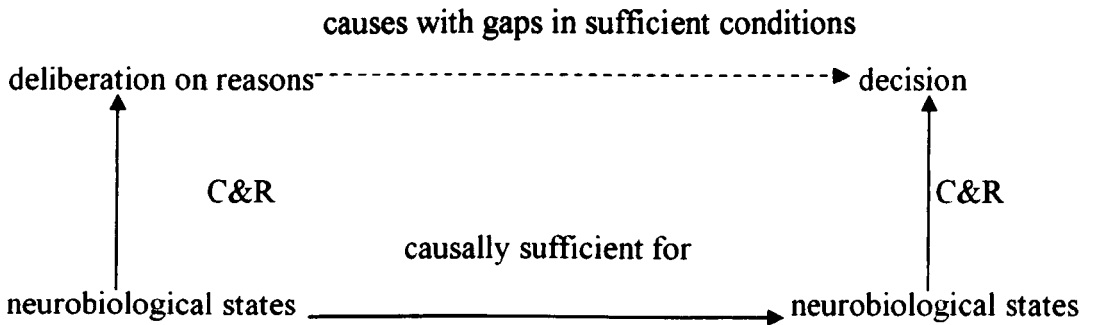 causes with gaps in sufficient conditions
deliberation on reasons decision
C&R C&R
causally sufficient for
neurobiological states neurobiological states